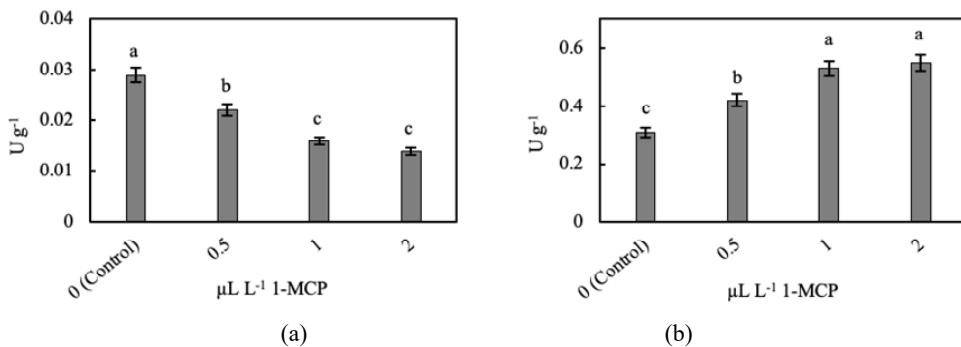 0.04
0.03
0.02
0.01
0
U g-1
a
b
c
c
0 (Control)
0.5
1
2
µL L-1 1-MCP
(a)
0.6
0.4
0.2
0
U g-1
c
b
a
a
0 (Control)
0.5
1
2
µL L-1 1-MCP
(b)